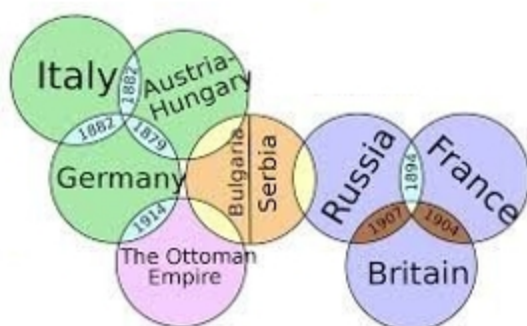 Italy
1882
Austria-
Hungary
1882
1879
Germany
Bulgaria
Serbia
Russia
1894
France
1914
1907
1904
The Ottoman
Empire
Britain